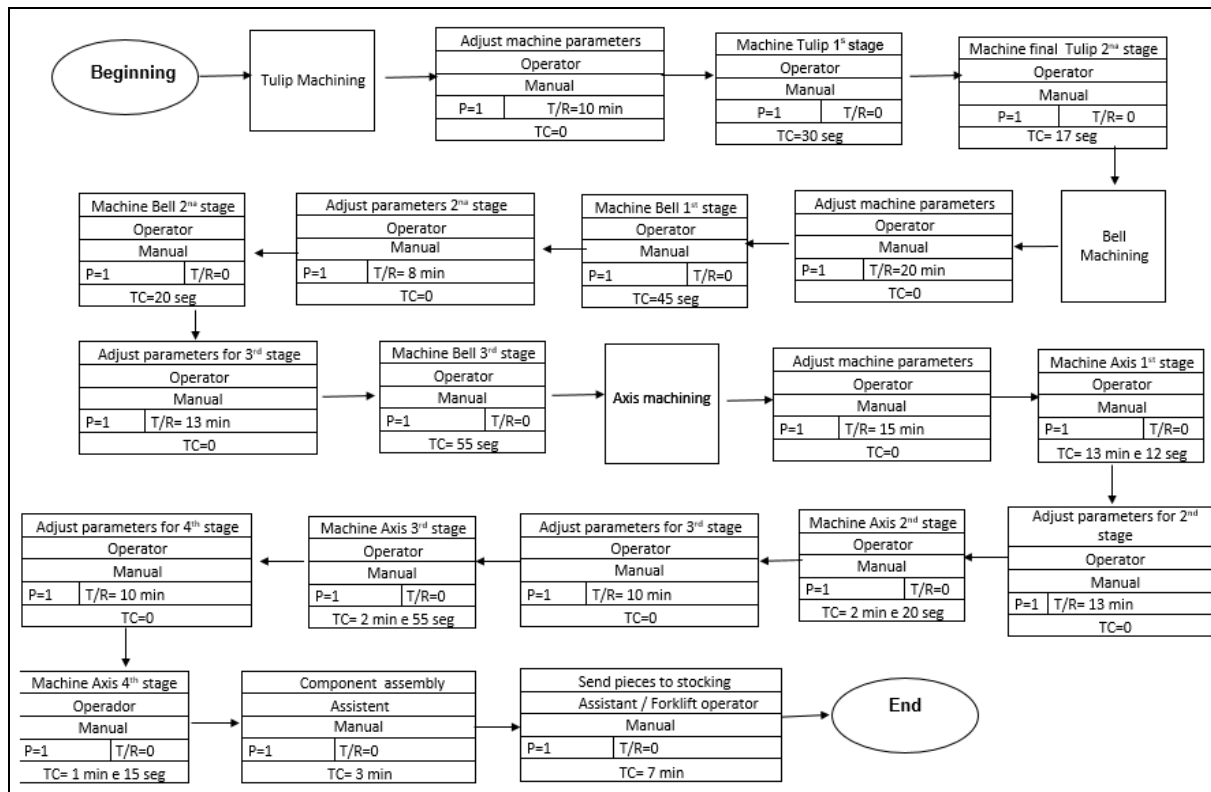 Beginning
Tulip Machining
Adjust machine parameters
Operator
Manual
P=1 T/R=10 min
TC=0
Machine Tulip 1ˢ stage
Operator
Manual
P=1 T/R=0
TC=30 seg
Machine final Tulip 2ⁿᵃ stage
Operator
Manual
P=1 T/R= 0
TC= 17 seg
Bell
Machining
Adjust machine parameters
Operator
Manual
P=1 T/R=20 min
TC=0
Machine Bell 1ˢᵗ stage
Operator
Manual
P=1 T/R=0
TC=45 seg
Adjust parameters 2ⁿᵃ stage
Operator
Manual
P=1 T/R= 8 min
TC=0
Machine Bell 2ⁿᵃ stage
Operator
Manual
P=1 T/R=0
TC=20 seg
Adjust parameters for 3ʳᵈ stage
Operator
Manual
P=1 T/R= 13 min
TC=0
Machine Bell 3ʳᵈ stage
Operator
Manual
P=1 T/R=0
TC= 55 seg
Axis machining
Adjust machine parameters
Operator
Manual
P=1 T/R= 15 min
TC=0
Machine Axis 1ˢᵗ stage
Operator
Manual
P=1 T/R=0
TC= 13 min e 12 seg
Adjust parameters for 2ⁿᵈ
stage
Operator
Manual
P=1 T/R= 13 min
TC=0
Machine Axis 2ⁿᵈ stage
Operator
Manual
P=1 T/R=0
TC= 2 min e 20 seg
Adjust parameters for 3ʳᵈ stage
Operator
Manual
P=1 T/R= 10 min
TC=0
Machine Axis 3ʳᵈ stage
Operator
Manual
P=1 T/R=0
TC= 2 min e 55 seg
Adjust parameters for 4ᵗʰ stage
Operator
Manual
P=1 T/R= 10 min
TC=0
Machine Axis 4ᵗʰ stage
Operador
Manual
P=1 T/R=0
TC= 1 min e 15 seg
Component assembly
Assistent
Manual
P=1 T/R=0
TC= 3 min
Send pieces to stocking
Assistant / Forklift operator
Manual
P=1 T/R=0
TC= 7 min
End